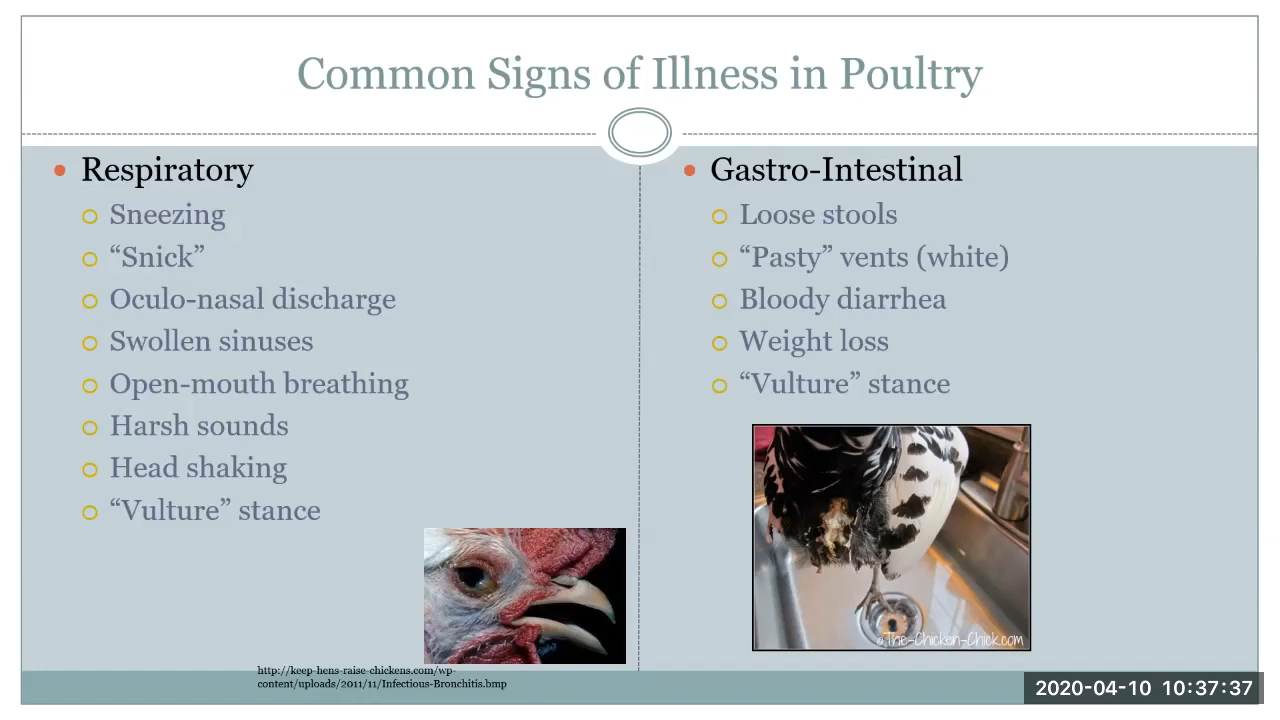 Common Signs of Illness in Poultry
Respiratory
Sneezing
“Snick”
Oculo-nasal discharge
Swollen sinuses
Open-mouth breathing
Harsh sounds
Head shaking
“Vulture” stance
http://keep-hens-raise-chickens.com/wp-
content/uploads/2011/11/Infectious-Bronchitis.bmp
Gastro-Intestinal
Loose stools
“Pasty” vents (white)
Bloody diarrhea
Weight loss
“Vulture” stance
©The-Chicken-Chick.com
2020-04-10 10:37:37